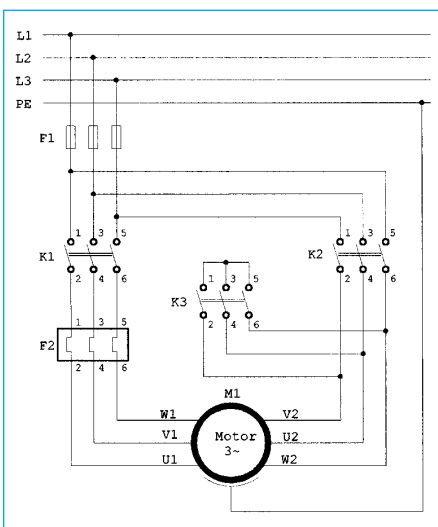 L1
L2
L3
PE
F1
1 3 5
1 3 5
K1
K2
1 3 5
2 4 6
2 4 6
K3
2 4 6
1 3 5
F2
2 4 6
M1
W1 V2
V1 Motor U2
3~
U1 W2